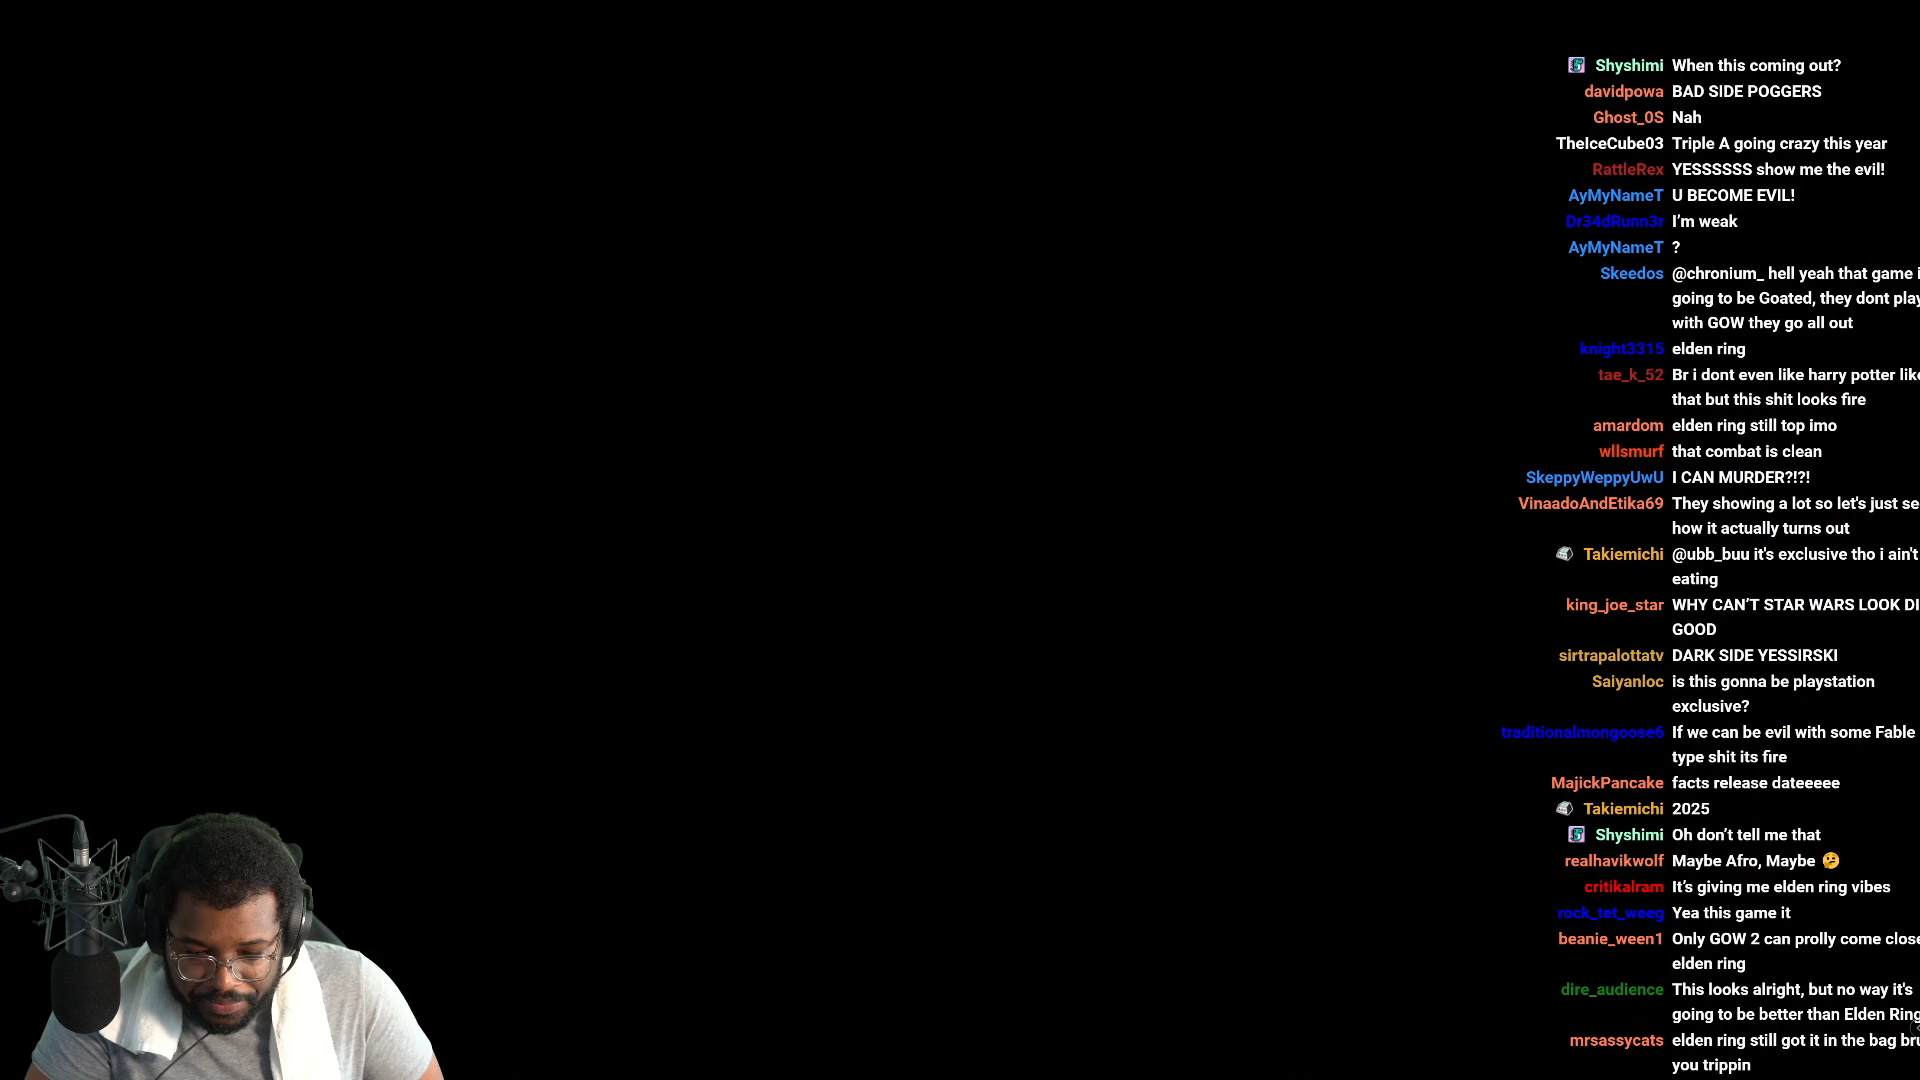 Shyshimi When this coming out?
davidpowa BAD SIDE POGGERS
Ghost_0S Nah
TheIceCube03 Triple A going crazy this year
RattleRex YESSSSSS show me the evil!
AyMyNameT U BECOME EVIL!
Dr34dRunn3r I'm weak
AyMyNameT ?
Skeedos @chronium_ hell yeah that game i
going to be Goated, they dont play
with GOW they go all out
knight3315 elden ring
tae_k_52 Br i dont even like harry potter like
that but this shit looks fire
amardom elden ring still top imo
wllsmurf that combat is clean
SkeppyWeppyUwU I CAN MURDER?!?!
VinaadoAndEtika69 They showing a lot so let's just se
how it actually turns out
Takiemichi @ubb_buu it's exclusive tho i ain't
eating
king_joe_star WHY CAN'T STAR WARS LOOK DI
GOOD
sirtrapalottatv DARK SIDE YESSIRSKI
Saiyanloc is this gonna be playstation
exclusive?
traditionalmongoose6 If we can be evil with some Fable
type shit its fire
MajickPancake facts release dateeeee
Takiemichi 2025
Shyshimi Oh don't tell me that
realhavikwolf Maybe Afro, Maybe 🤔
critikalram It's giving me elden ring vibes
rock_tet_weeg Yea this game it
beanie_ween1 Only GOW 2 can prolly come close
elden ring
dire_audience This looks alright, but no way it's
going to be better than Elden Ring
mrsassycats elden ring still got it in the bag bru
you trippin